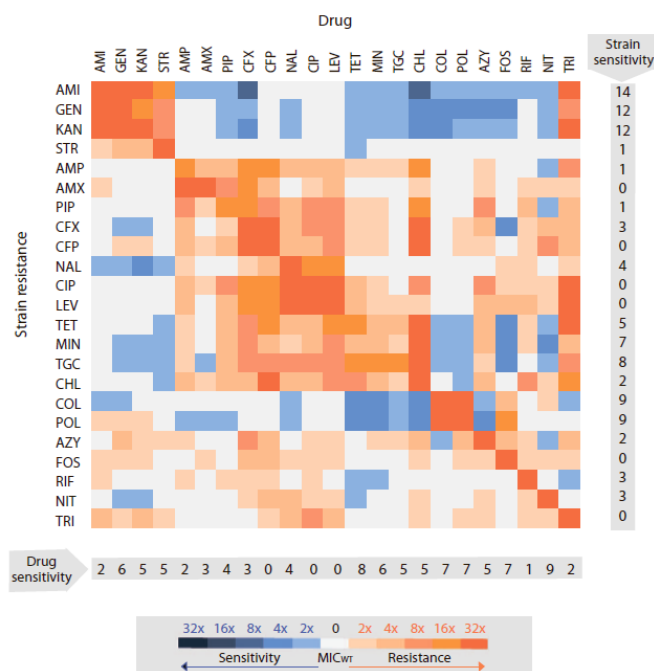 Drug
AMI GEN KAN STR AMP AMX PIP CFX CFP NAL CIP LEV TET MIN TGC CHL COL POL AZY FOS RIF NIT TRI
Strain sensitivity
Strain resistance
AMI 14
GEN 12
KAN 12
STR 1
AMP 1
AMX 0
PIP 1
CFX 3
CFP 0
NAL 4
CIP 0
LEV 0
TET 5
MIN 7
TGC 8
CHL 2
COL 9
POL 9
AZY 2
FOS 0
RIF 3
NIT 3
TRI 0
Drug sensitivity 2 6 5 5 2 3 4 3 0 4 0 0 8 6 5 5 7 7 5 7 1 9 2
32x 16x 8x 4x 2x 0 2x 4x 8x 16x 32x
Sensitivity MICWT Resistance